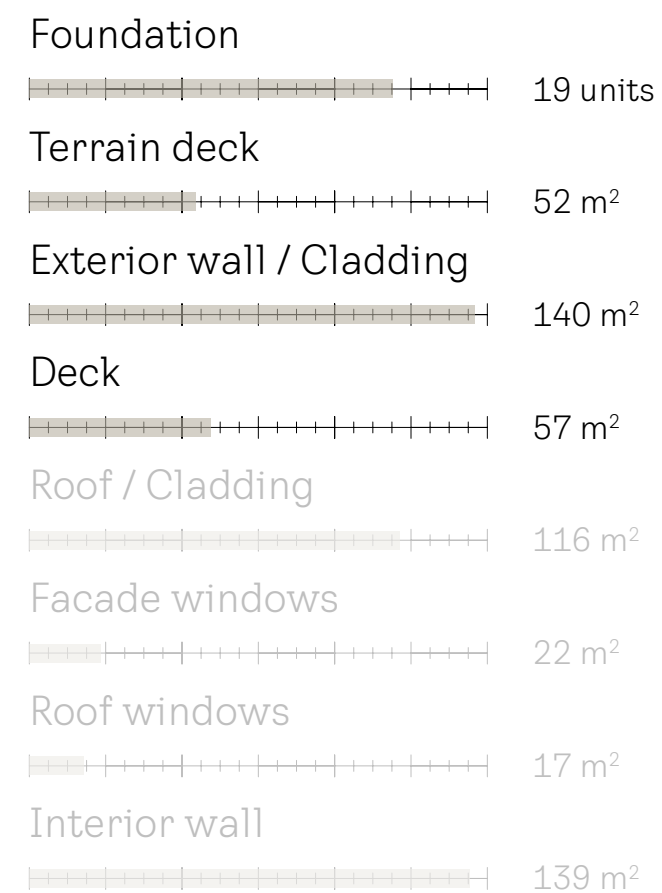 Foundation
19 units
Terrain deck
52 m²
Exterior wall / Cladding
140 m²
Deck
57 m²
Roof / Cladding
116 m²
Facade windows
22 m²
Roof windows
17 m²
Interior wall
139 m²